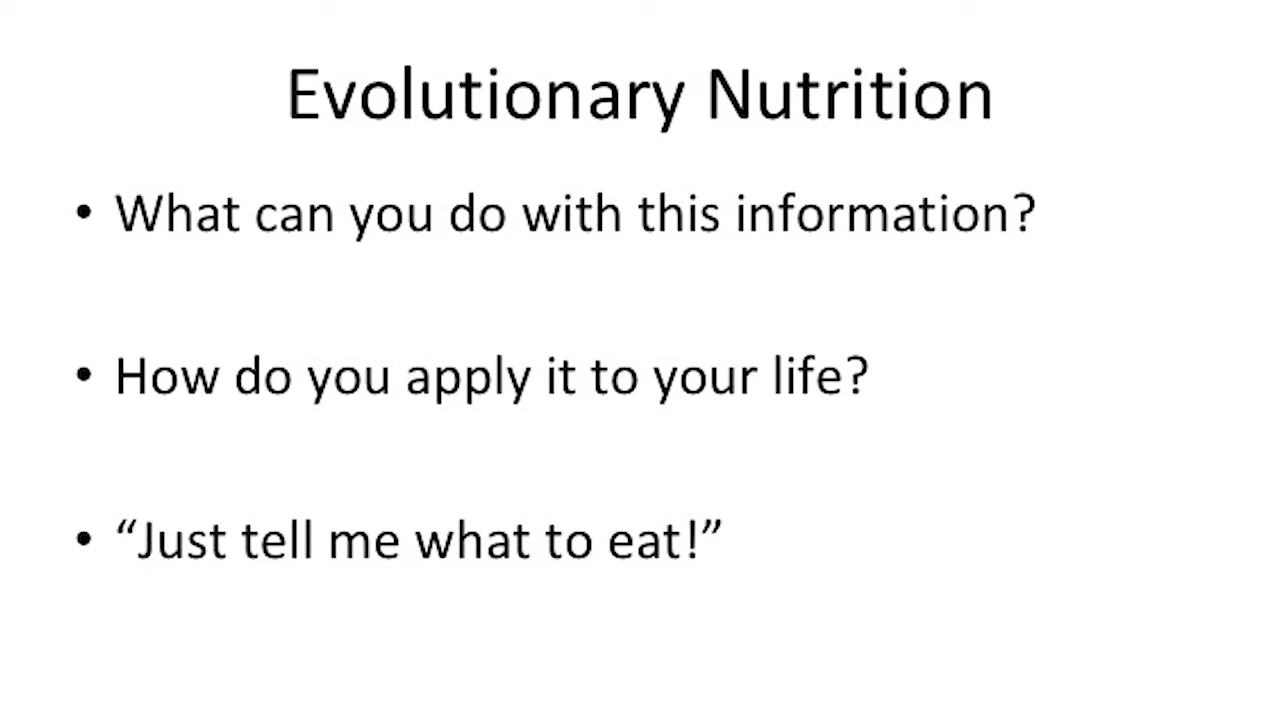 Evolutionary Nutrition
• What can you do with this information?
• How do you apply it to your life?
• “Just tell me what to eat!”